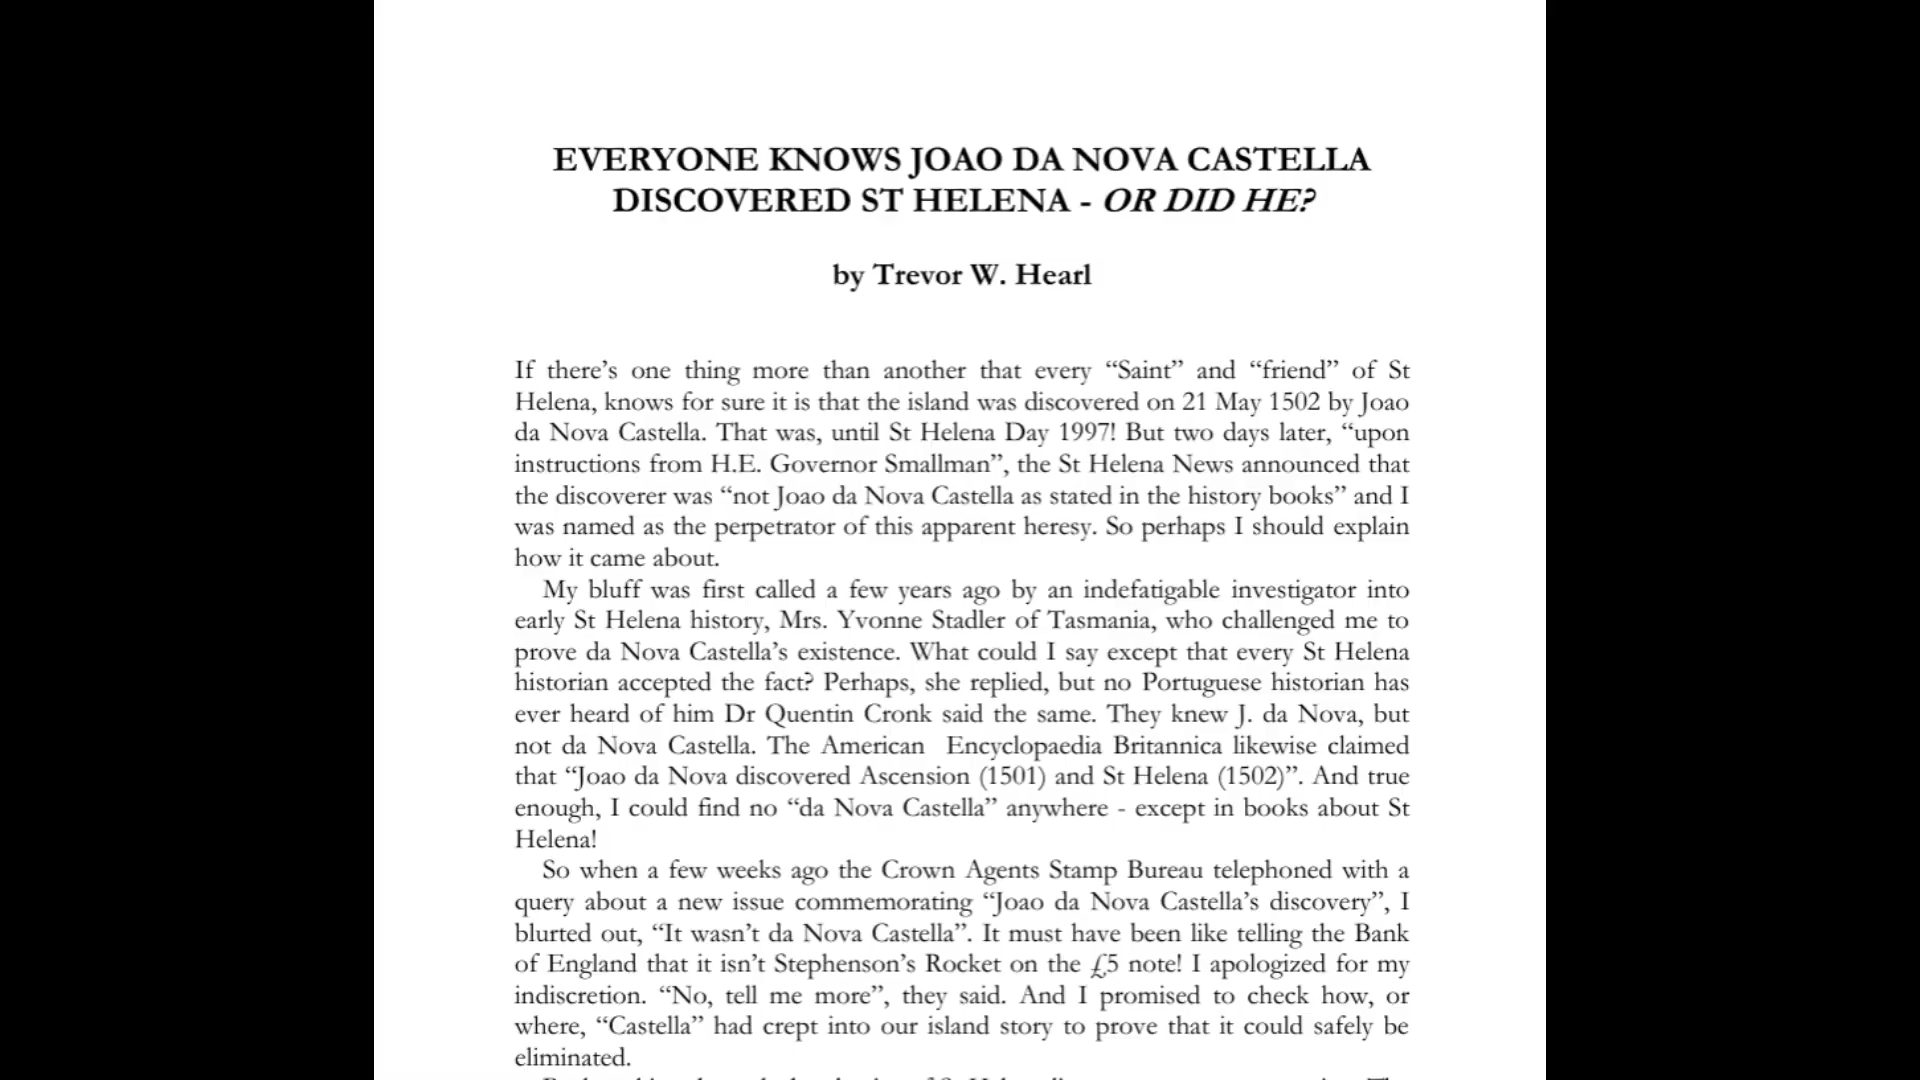 EVERYONE KNOWS JOAO DA NOVA CASTELLA
DISCOVERED ST HELENA - OR DID HE?
by Trevor W. Hearl
If there’s one thing more than another that every “Saint” and “friend” of St
Helena, knows for sure it is that the island was discovered on 21 May 1502 by Joao
da Nova Castella. That was, until St Helena Day 1997! But two days later, “upon
instructions from H.E. Governor Smallman”, the St Helena News announced that
the discoverer was “not Joao da Nova Castella as stated in the history books” and I
was named as the perpetrator of this apparent heresy. So perhaps I should explain
how it came about.
My bluff was first called a few years ago by an indefatigable investigator into
early St Helena history, Mrs. Yvonne Stadler of Tasmania, who challenged me to
prove da Nova Castella’s existence. What could I say except that every St Helena
historian accepted the fact? Perhaps, she replied, but no Portuguese historian has
ever heard of him Dr Quentin Cronk said the same. They knew J. da Nova, but
not da Nova Castella. The American Encyclopaedia Britannica likewise claimed
that “Joao da Nova discovered Ascension (1501) and St Helena (1502)”. And true
enough, I could find no “da Nova Castella” anywhere - except in books about St
Helena!
So when a few weeks ago the Crown Agents Stamp Bureau telephoned with a
query about a new issue commemorating “Joao da Nova Castella’s discovery”, I
blurted out, “It wasn’t da Nova Castella”. It must have been like telling the Bank
of England that it isn’t Stephenson’s Rocket on the £5 note! I apologized for my
indiscretion. “No, tell me more”, they said. And I promised to check how, or
where, “Castella” had crept into our island story to prove that it could safely be
eliminated.